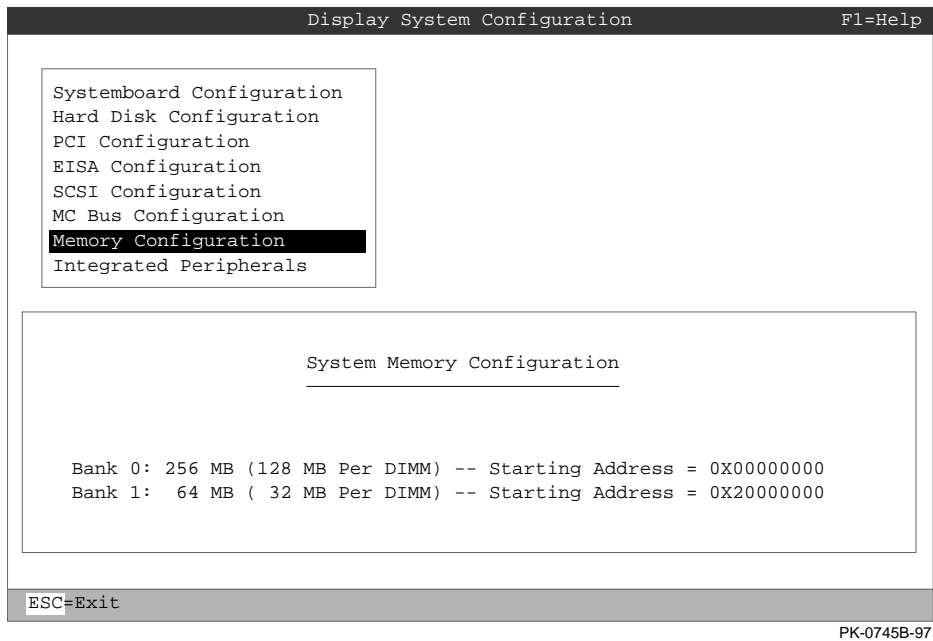 Display System Configuration F1=Help
Systemboard Configuration
Hard Disk Configuration
PCI Configuration
EISA Configuration
SCSI Configuration
MC Bus Configuration
Memory Configuration
Integrated Peripherals
System Memory Configuration
Bank 0: 256 MB (128 MB Per DIMM) -- Starting Address = 0X00000000
Bank 1:  64 MB ( 32 MB Per DIMM) -- Starting Address = 0X20000000
ESC=Exit
PK-0745B-97